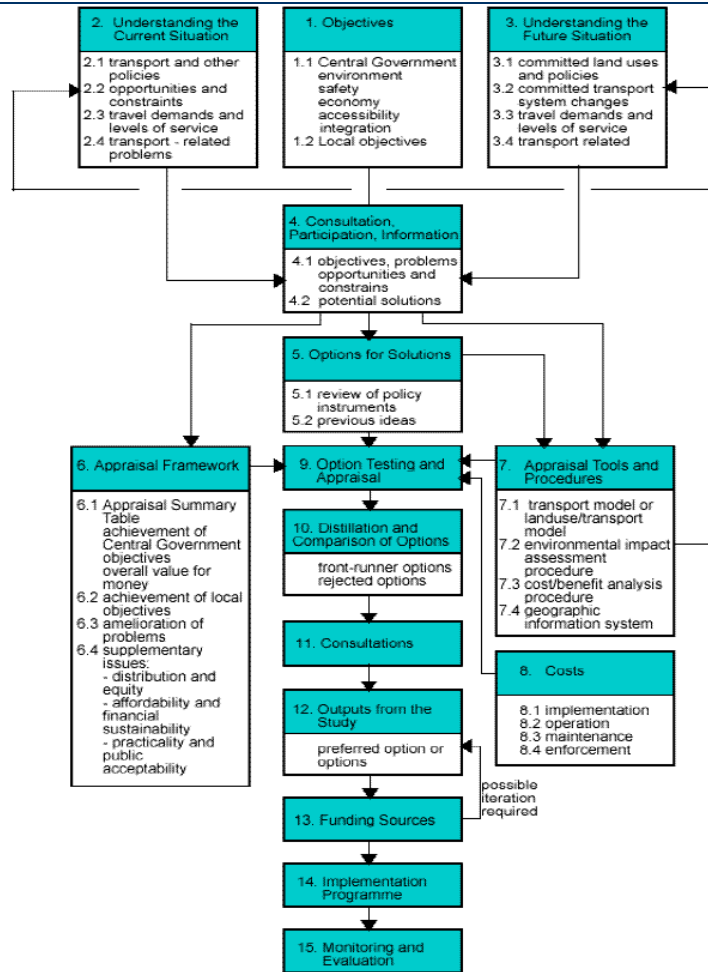 2. Understanding the
Current Situation
2.1 transport and other
policies
2.2 opportunities and
constraints
2.3 travel demands and
levels of service
2.4 transport - related
problems
1. Objectives
1.1 Central Government
environment
safety
economy
accessibility
integration
1.2 Local objectives
3. Understanding the
Future Situation
3.1 committed land uses
and policies
3.2 committed transport
system changes
3.3 travel demands and
levels of service
3.4 transport related
4. Consultation,
Participation, Information
4.1 objectives, problems
opportunities and
constrains
4.2 potential solutions
5. Options for Solutions
5.1 review of policy
instruments
5.2 previous ideas
6. Appraisal Framework
6.1 Appraisal Summary
Table
achievement of
Central Government
objectives
overall value for
money
6.2 achievement of local
objectives
6.3 amelioration of
problems
6.4 supplementary
issues:
- distribution and
equity
- affordability and
financial
sustainability
- practicality and
public
acceptability
9. Option Testing and
Appraisal
7. Appraisal Tools and
Procedures
7.1 transport model or
landuse/transport
model
7.2 environmental impact
assessment
procedure
7.3 cost/benefit analysis
procedure
7.4 geographic
information system
10. Distillation and
Comparison of Options
front-runner options
rejected options
11. Consultations
8. Costs
8.1 implementation
8.2 operation
8.3 maintenance
8.4 enforcement
12. Outputs from the
Study
preferred option or
options
possible
iteration
required
13. Funding Sources
14. Implementation
Programme
15. Monitoring and
Evaluation